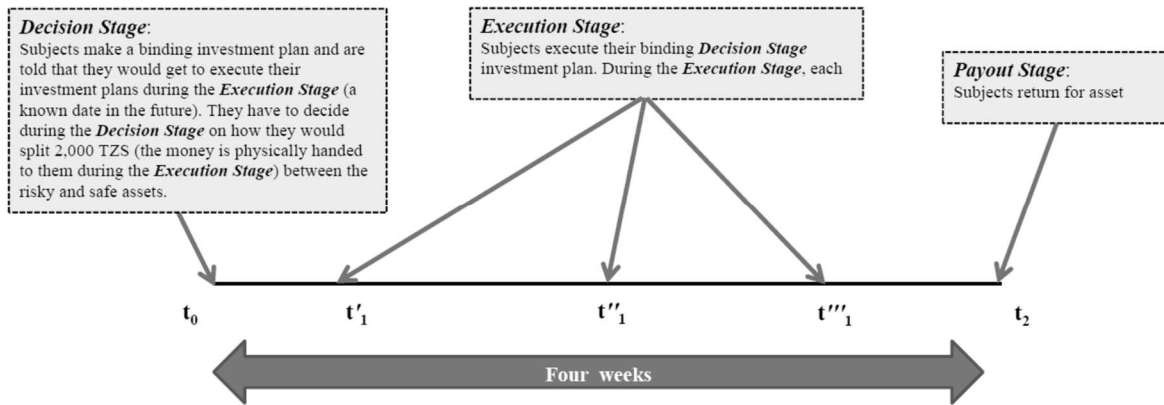 Decision Stage:
Subjects make a binding investment plan and are
told that they would get to execute their
investment plans during the Execution Stage (a
known date in the future). They have to decide
during the Decision Stage on how they would
split 2,000 TZS (the money is physically handed
to them during the Execution Stage) between the
risky and safe assets.
Execution Stage:
Subjects execute their binding Decision Stage
investment plan. During the Execution Stage, each
Payout Stage:
Subjects return for asset
t₀
t′₁
t″₁
t‴₁
t₂
Four weeks